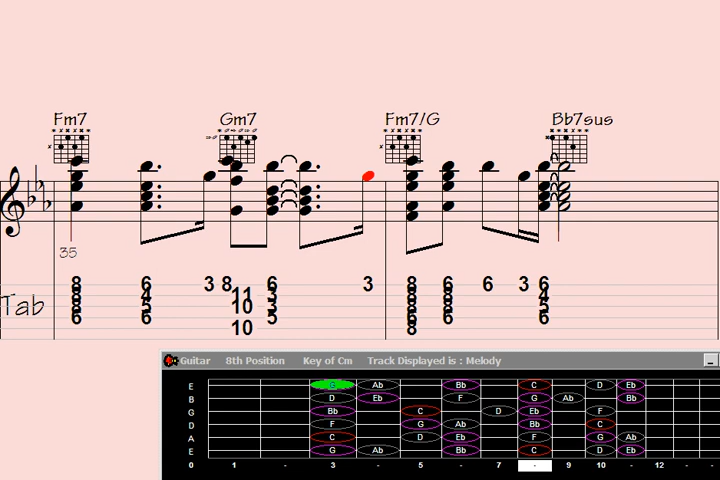 Fm7 Gm7 Fm7/G Bb7sus
35
8 6 3 8 6 3 8 6 6 3 6
8 4 11 3 8 8 4
8 5 10 3 8 8 5
6 6 5 6 6 6
10 8
Tab
Guitar 8th Position Key of Cm Track Displayed is : Melody
E G Ab Bb C D Eb
B D Eb F G Ab Bb
G Bb C D Eb F
D F G Ab Bb C
A C D Eb F G Ab
E G Ab Bb C D Eb
0 1 - 3 - 5 - 7 - 9 10 - 12 - -